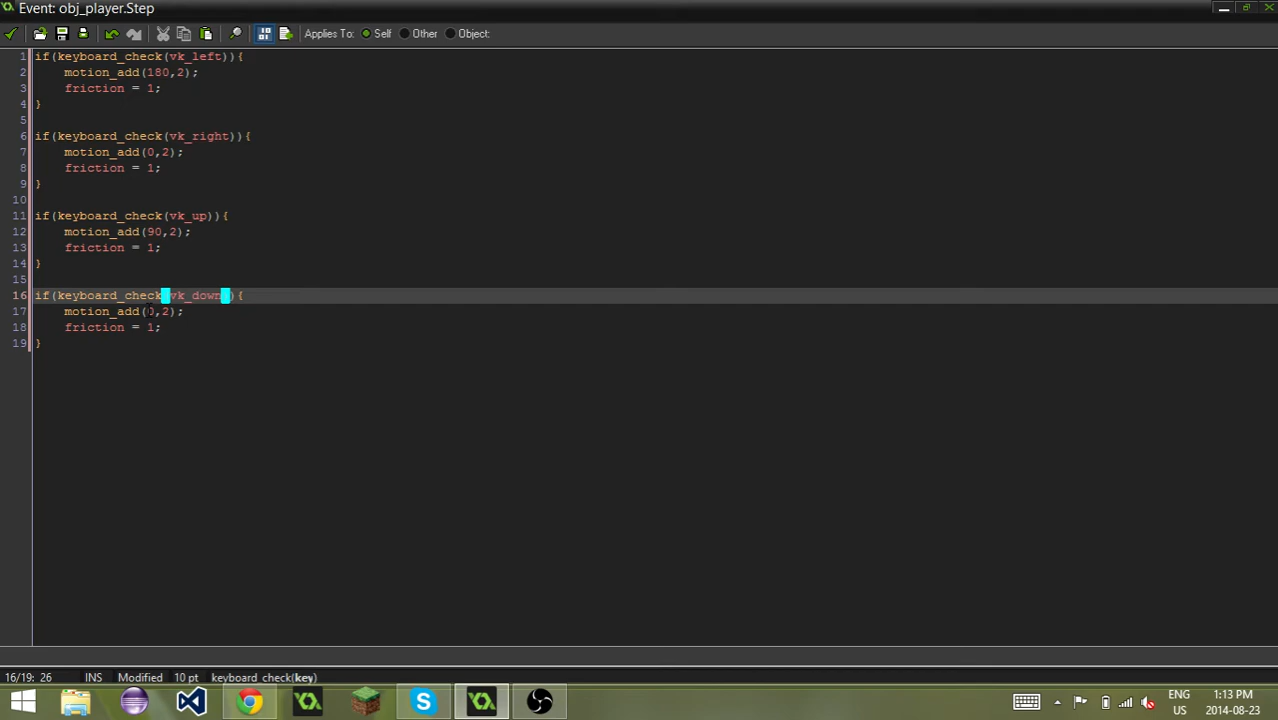 Event: obj_player.Step
Applies To: Self Other Object:
1 if(keyboard_check(vk_left)){
2 motion_add(180,2);
3 friction = 1;
4 }
5
6 if(keyboard_check(vk_right)){
7 motion_add(0,2);
8 friction = 1;
9 }
10
11 if(keyboard_check(vk_up)){
12 motion_add(90,2);
13 friction = 1;
14 }
15
16 if(keyboard_check(vk_down)){
17 motion_add(0,2);
18 friction = 1;
19 }
16/19: 26 INS Modified 10 pt keyboard_check(key)
ENG 1:13 PM
US 2014-08-23